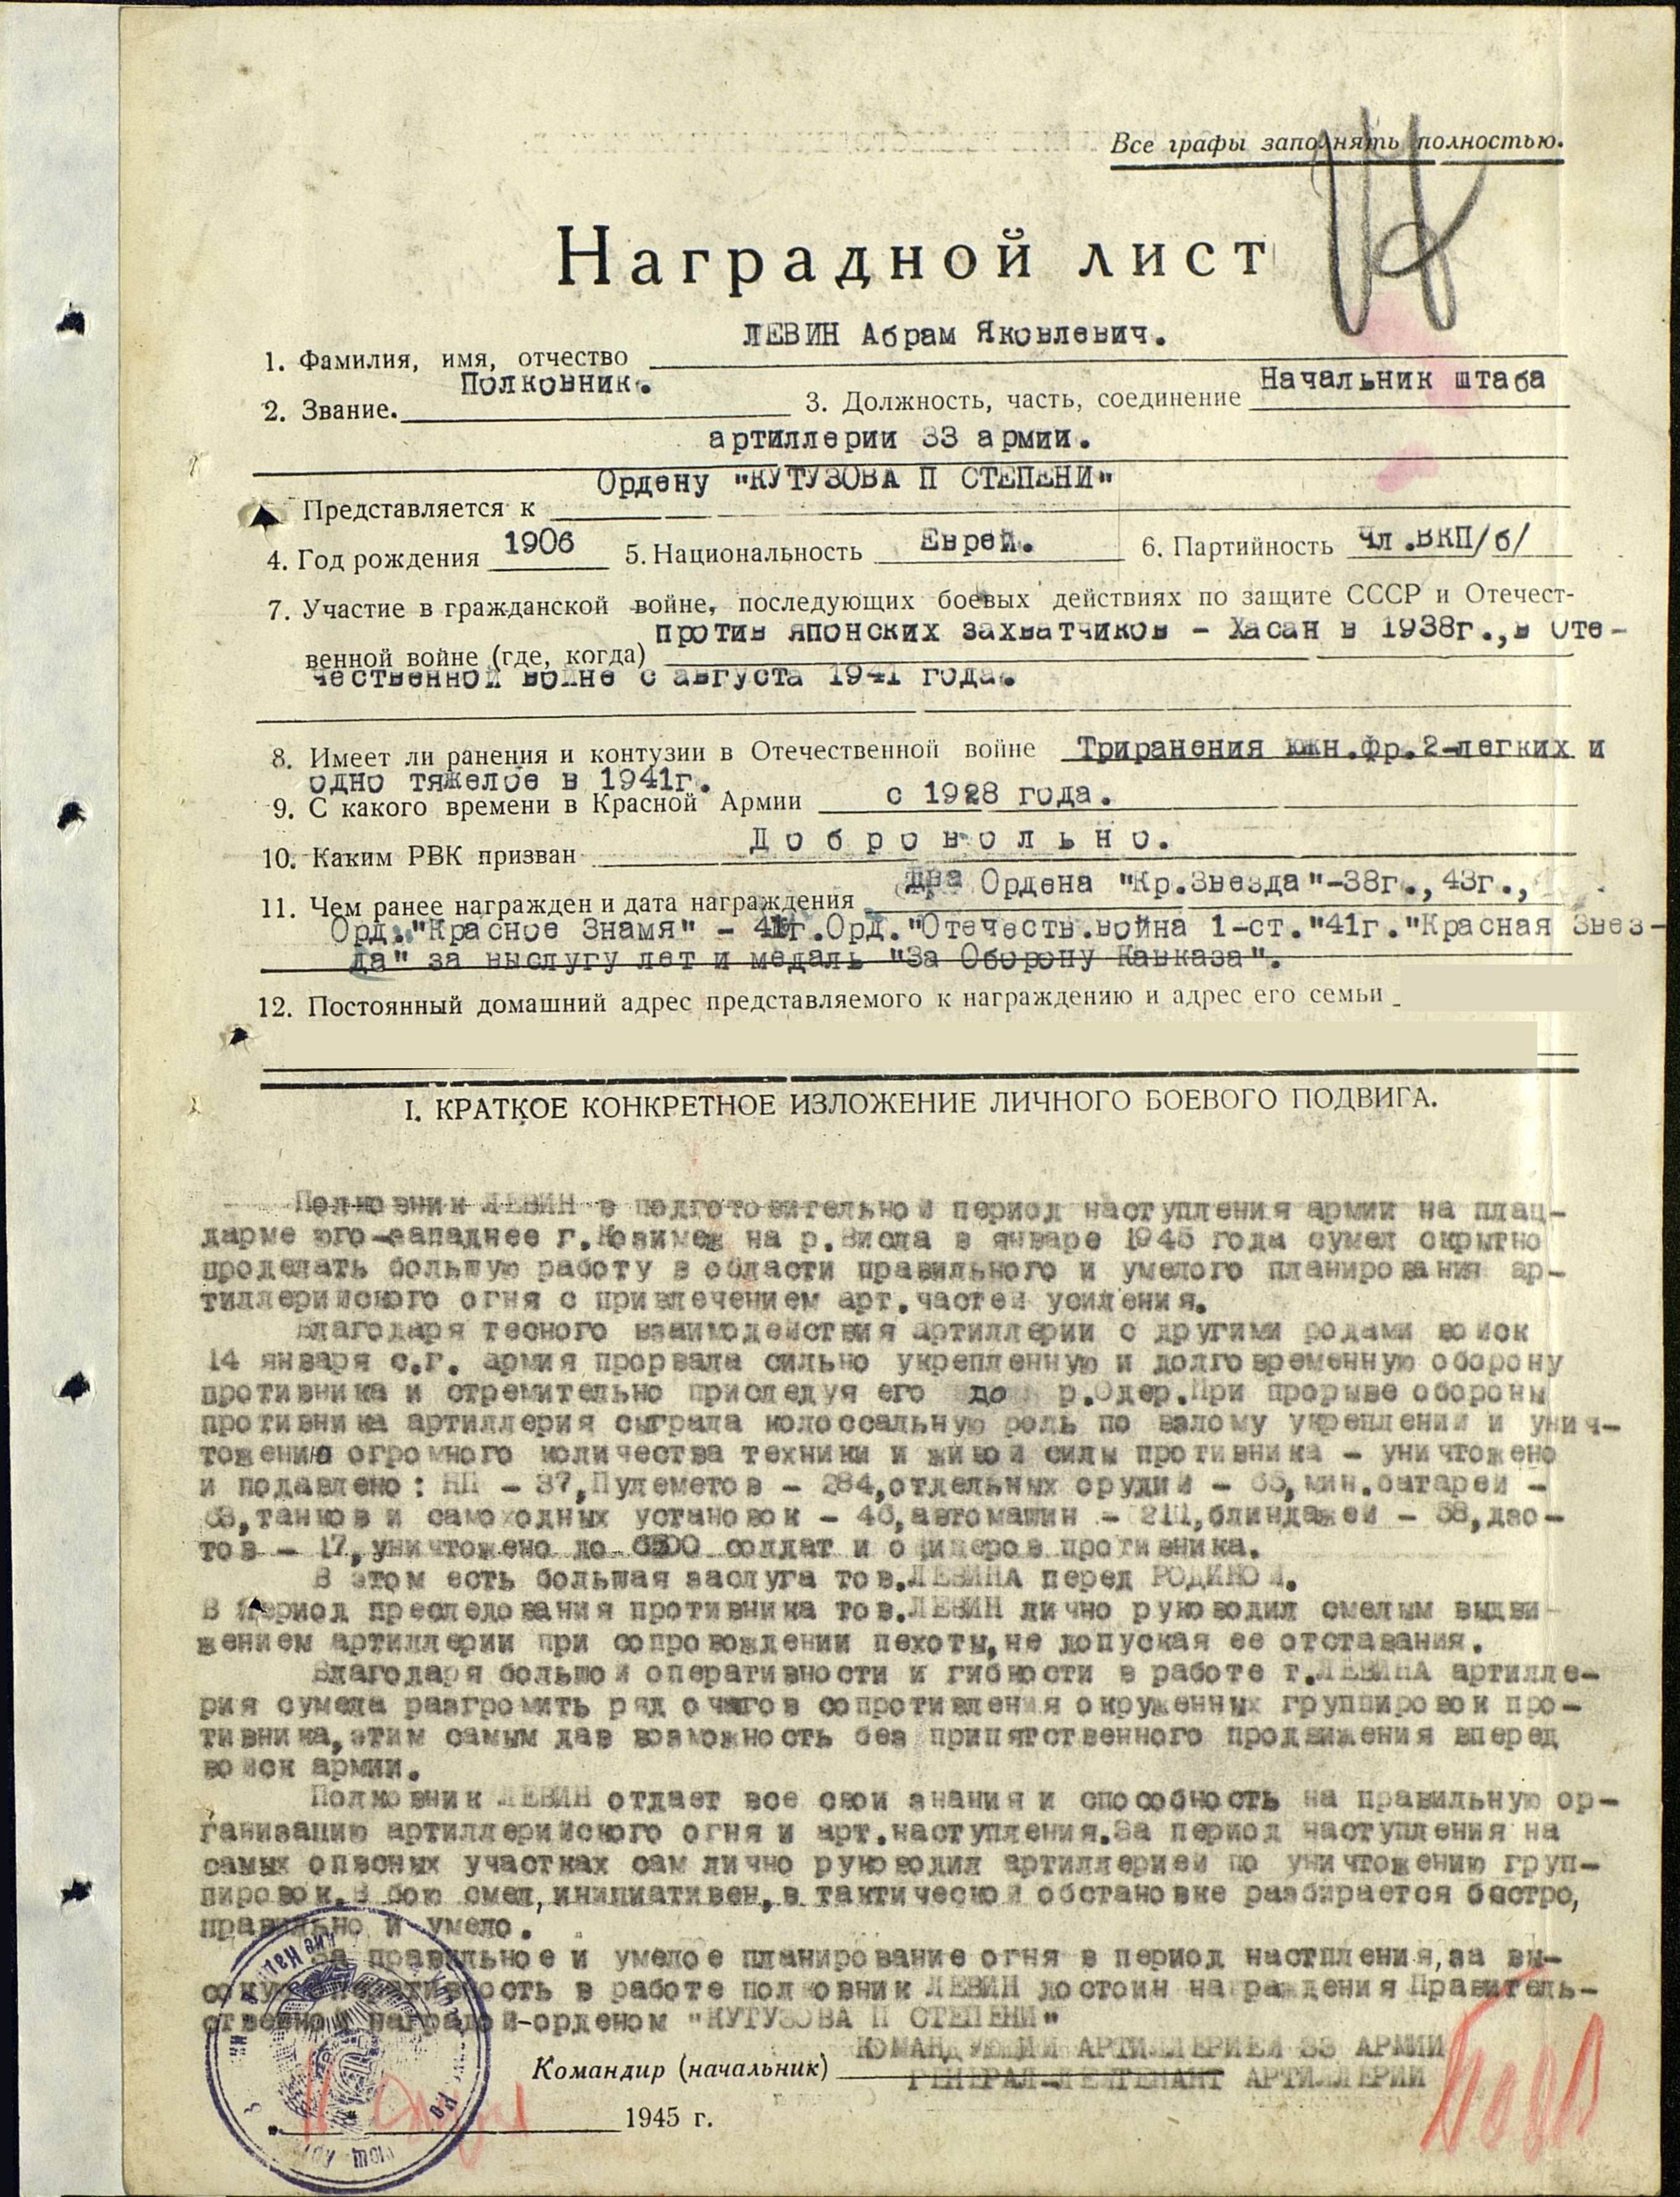 Все графы заполнять полностью.
Наградной лист
ЛЕВИН Абрам Яковлевич.
1. Фамилия, имя, отчество
Полковник.
2. Звание. 3. Должность, часть, соединение Начальник штаба
артиллерии 33 армии.
Ордену "КУТУЗОВА П СТЕПЕНИ"
Представляется к
4. Год рождения 1906 5. Национальность Еврей. 6. Партийность Чл.ВКП/б/
7. Участие в гражданской войне, последующих боевых действиях по защите СССР и Отечест-
венной войне (где, когда) против японских захватчиков - Хасан в 1938г.,в Оте-
чественной войне с августа 1941 года.
8. Имеет ли ранения и контузии в Отечественной войне Триранения южн.фр.2-легких и
одно тяжелое в 1941г.
9. С какого времени в Красной Армии с 1928 года.
10. Каким РВК призван Добровольно.
11. Чем ранее награжден и дата награждения два Ордена "Кр.Звезда"-38г.,43г.,
Орд."Красное Знамя" - 41г.Орд."Отечеств.война 1-ст."41г."Красная Звез-
да" за выслугу лет и медаль "За Оборону Кавказа".
12. Постоянный домашний адрес представляемого к награждению и адрес его семьи
I. КРАТКОЕ КОНКРЕТНОЕ ИЗЛОЖЕНИЕ ЛИЧНОГО БОЕВОГО ПОДВИГА.
Полковник ЛЕВИН в подготовительной период наступления армии на плац-
дарме юго-западнее г.Козимеж на р.Висла в январе 1945 года сумел скрытно
проделать большую работу в области правильного и умелого планирования ар-
тиллерийского огня с привлечением арт.частей усиления.
Благодаря тесного взаимодействия артиллерии с другими родами войск
14 января с.г. армия прорвала сильно укрепленную и долговременную оборону
противника и стремительно приследуя его до р.Одер.При прорыве обороны
противника артиллерия сыграла колоссальную роль по взлому укреплений и унич-
тожению огромного количества техники и живой силы противника - уничтожено
и подавлено: НП - 37,Пулеметов - 284,отдельных орудий - 65,мин.батарей -
68,танков и самоходных установок - 46,автомашин - 211,блиндажей - 58,дзо-
тов - 17,уничтожено до солдат и офицеров противника.
В этом есть большая заслуга тов.ЛЕВИНА перед РОДИНОЙ.
В период преследования противника тов.ЛЕВИН лично руководил смелым выдви-
жением артиллерии при сопровождении пехоты,не допуская ее отставания.
Благодаря большой оперативности и гибкости в работе т.ЛЕВИНА артилле-
рия сумела разгромить ряд очагов сопротивления окруженных группировок про-
тивника,этим самым дав возможность без припятственного продвижения вперед
войск армии.
Полковник ЛЕВИН отдает все свои знания и способность на правильную ор-
ганизацию артиллерийского огня и арт.наступления.За период наступления на
самых опасных участках сам лично руководил артиллерией по уничтожению груп-
пировок.В бою смел,инициативен,в тактической обстановке разбирается быстро,
правильно и умело.
За правильное и умелое планирование огня в период настпления,за вы-
сокую оперативность в работе полковник ЛЕВИН достоин награждения Правитель-
ственной наградой-орденом "КУТУЗОВА П СТЕПЕНИ"
КОМАНДУЮЩИЙ АРТИЛЛЕРИЕЙ 33 АРМИИ
Командир (начальник) ГЕНЕРАЛ-ЛЕЙТЕНАНТ АРТИЛЛЕРИИ
1945 г.